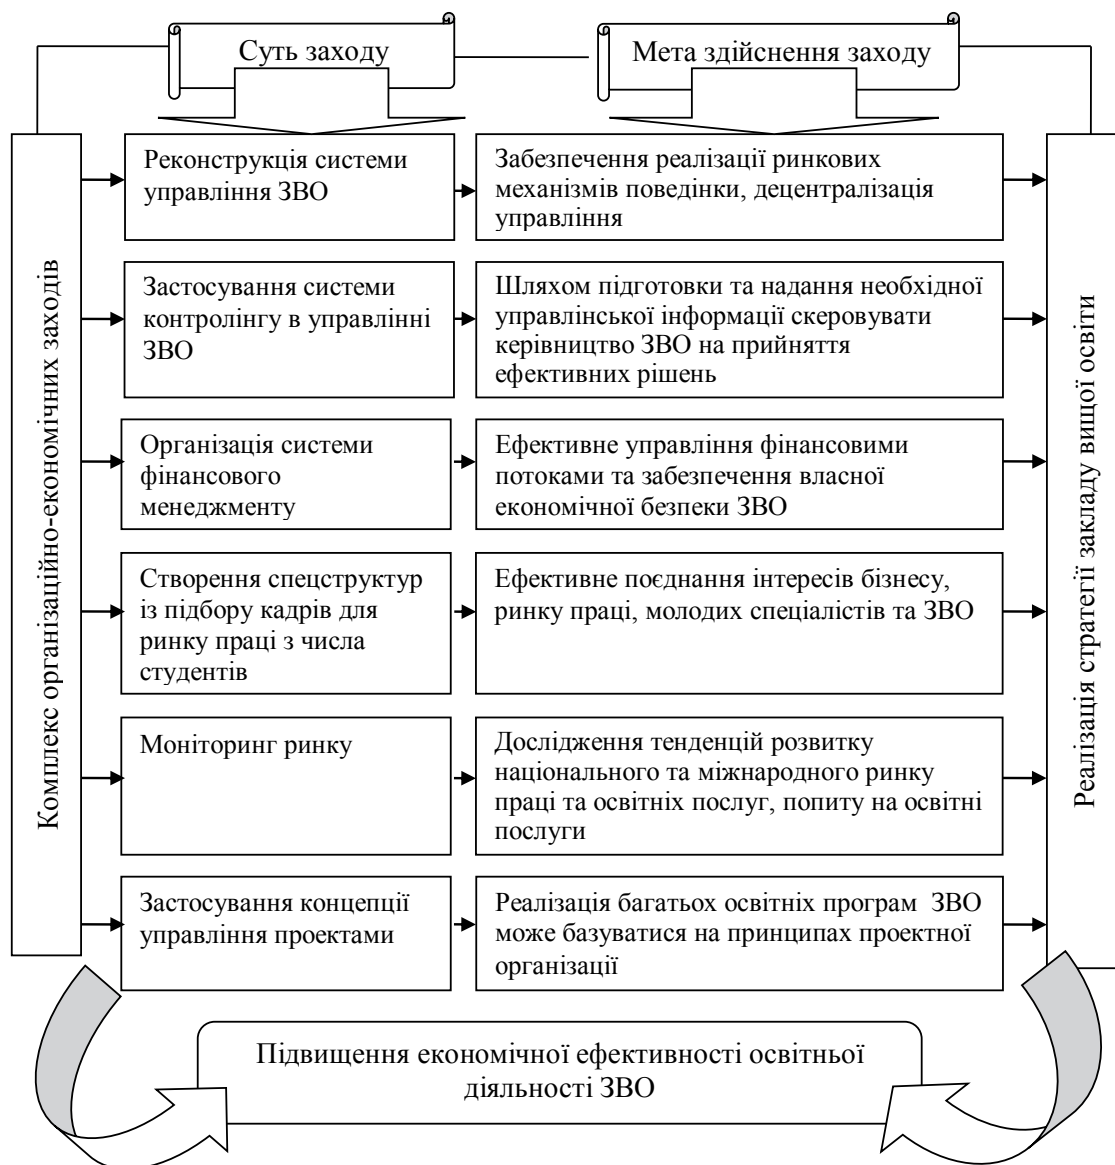 Суть заходу
Мета здійснення заходу
Комплекс організаційно-економічних заходів
Реконструкція системи
управління ЗВО
Забезпечення реалізації ринкових
механізмів поведінки, децентралізація
управління
Застосування системи
контролінгу в управлінні
ЗВО
Шляхом підготовки та надання необхідної
управлінської інформації скеровувати
керівництво ЗВО на прийняття
ефективних рішень
Організація системи
фінансового
менеджменту
Ефективне управління фінансовими
потоками та забезпечення власної
економічної безпеки ЗВО
Створення спецструктур
із підбору кадрів для
ринку праці з числа
студентів
Ефективне поєднання інтересів бізнесу,
ринку праці, молодих спеціалістів та ЗВО
Моніторинг ринку
Дослідження тенденцій розвитку
національного та міжнародного ринку
праці та освітніх послуг, попиту на освітні
послуги
Застосування концепції
управління проектами
Реалізація багатьох освітніх програм ЗВО
може базуватися на принципах проектної
організації
Реалізація стратегії закладу вищої освіти
Підвищення економічної ефективності освітньої
діяльності ЗВО